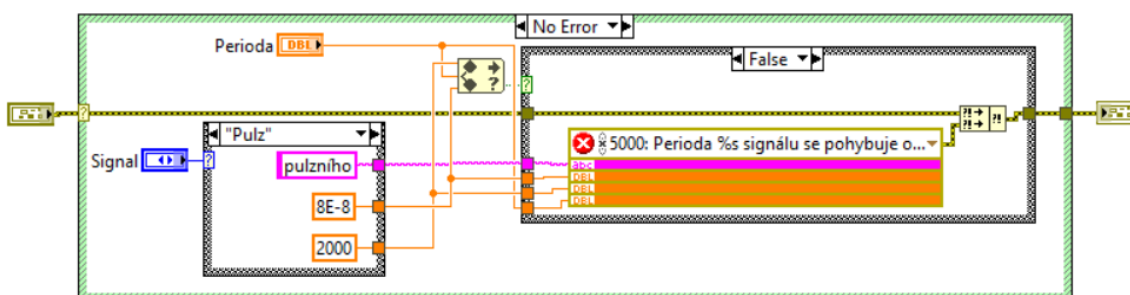 No Error
Perioda
DBL
False
?
?
?
"Pulz"
?! ?!
?! 
5000: Perioda %s signálu se pohybuje o...
Signal
?
pulzního
abc
DBL
8E-8
DBL
DBL
2000